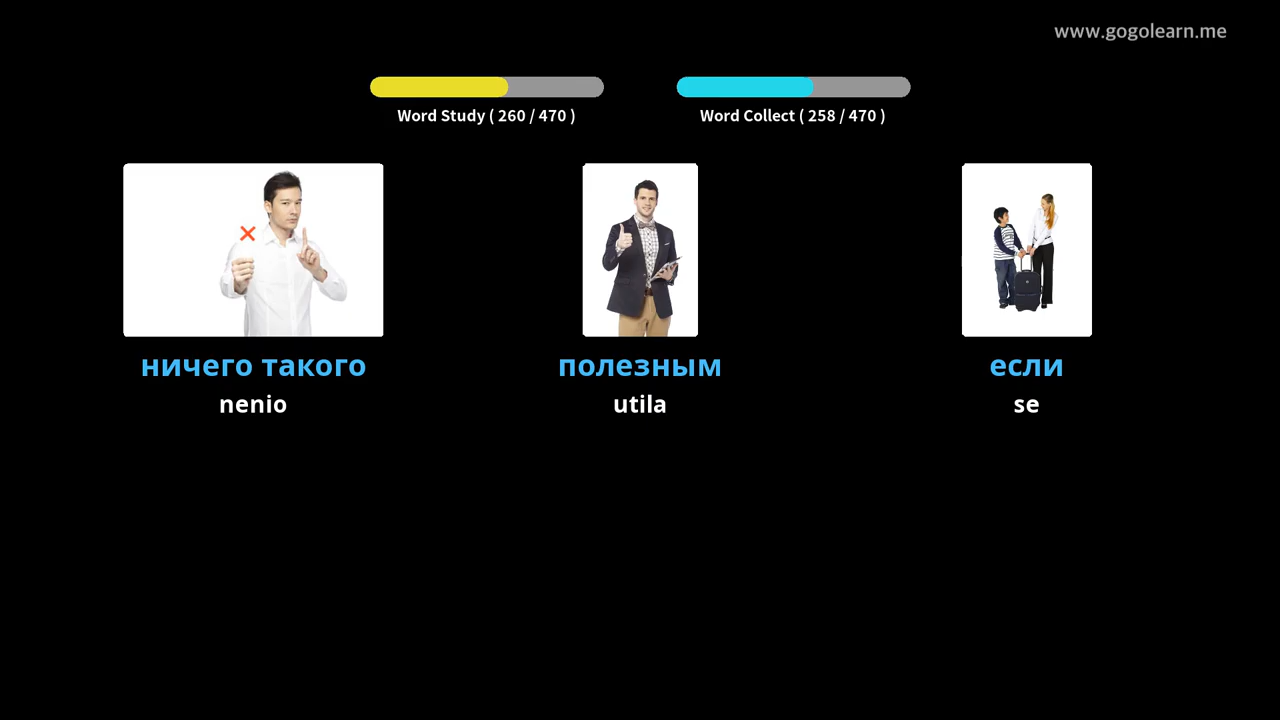 www.gogolearn.me
Word Study ( 260 / 470 )
Word Collect ( 258 / 470 )
ничего такого
nenio
полезным
utila
если
se